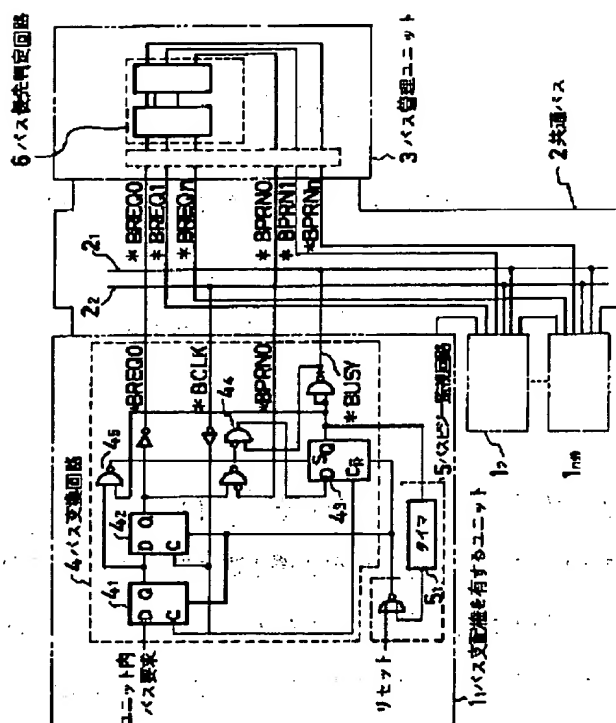 6 バス優先判定回路
3 バス管理ユニット
2 共通バス
*BREQ0
*BREQ1
*BREQn
*BPRN0
*BPRN1
*BPRNn
2₁
2₂
4 バス交換回路
*BREQ0
*BCLK
*BPRN0
*BUSY
4₅
4₄
4₂
4₁
4₃
D Q
C
D Q
C
S
D Q
C R
ユニット内
バス要求
リセット
タイマ
5₁
5 バスビジー監視回路
1₁ バス支配権を有するユニット
1₂